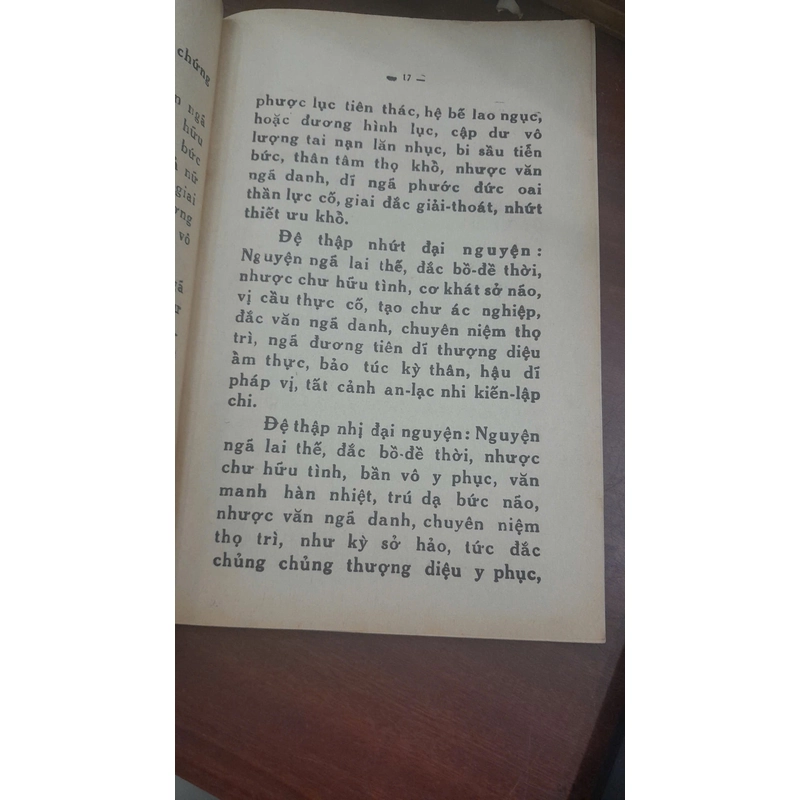 chứng
n ngã
hữu
bức
ả nữ
giai
ợng
vô
— 17 —
phược lục tiên thác, hệ bế lao ngục,
hoặc đương hình lục, cập dư vô
lượng tai nạn lăn nhục, bi sầu tiễn
bức, thân tâm thọ khổ, nhược văn
ngã danh, dĩ ngã phước đức oai
thần lực cố, giai đắc giải-thoát, nhứt
thiết ưu khổ.
Đệ thập nhứt đại nguyện :
Nguyện ngã lai thế, đắc bồ-đề thời,
nhược chư hữu tình, cơ khát sở não,
vị cầu thực cố, tạo chư ác nghiệp,
đắc văn ngã danh, chuyên niệm thọ
trì, ngã đương tiên dĩ thượng diệu
ẩm thực, bảo túc kỳ thân, hậu dĩ
pháp vị, tất cảnh an-lạc nhi kiến-lập
chi.
Đệ thập nhị đại nguyện : Nguyện
ngã lai thế, đắc bồ-đề thời, nhược
chư hữu tình, bần vô y phục, văn
manh hàn nhiệt, trú dạ bức não,
nhược văn ngã danh, chuyên niệm
thọ trì, như kỳ sở hảo, tức đắc
chủng chủng thượng diệu y phục,